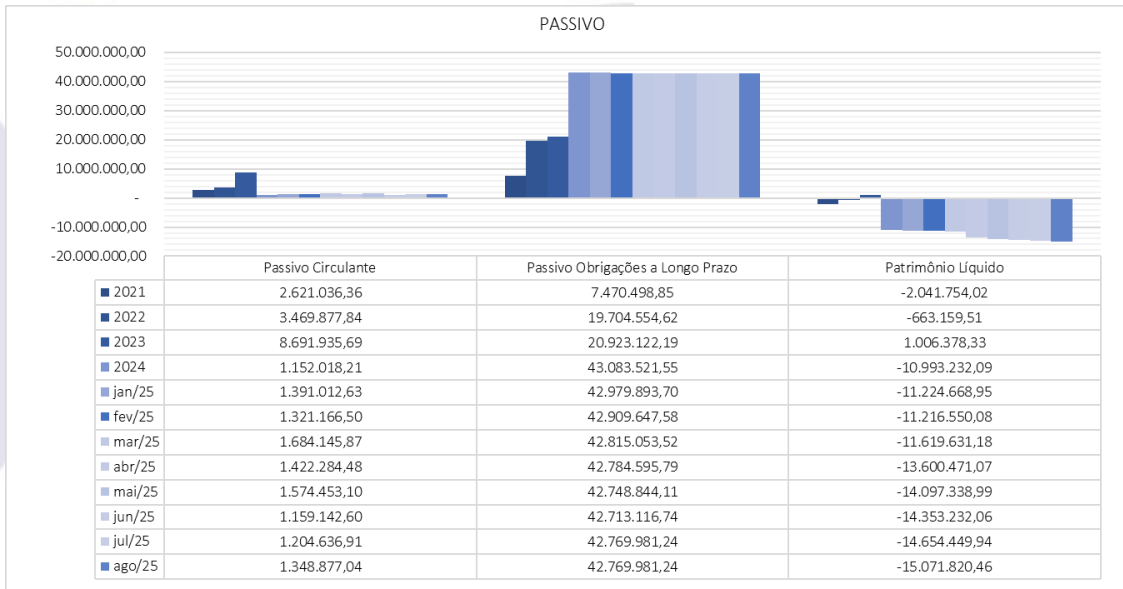 PASSIVO
50.000.000,00
40.000.000,00
30.000.000,00
20.000.000,00
10.000.000,00
-
-10.000.000,00
-20.000.000,00
Passivo Circulante Passivo Obrigações a Longo Prazo Patrimônio Líquido
2021 2.621.036,36 7.470.498,85 -2.041.754,02
2022 3.469.877,84 19.704.554,62 -663.159,51
2023 8.691.935,69 20.923.122,19 1.006.378,33
2024 1.152.018,21 43.083.521,55 -10.993.232,09
jan/25 1.391.012,63 42.979.893,70 -11.224.668,95
fev/25 1.321.166,50 42.909.647,58 -11.216.550,08
mar/25 1.684.145,87 42.815.053,52 -11.619.631,18
abr/25 1.422.284,48 42.784.595,79 -13.600.471,07
mai/25 1.574.453,10 42.748.844,11 -14.097.338,99
jun/25 1.159.142,60 42.713.116,74 -14.353.232,06
jul/25 1.204.636,91 42.769.981,24 -14.654.449,94
ago/25 1.348.877,04 42.769.981,24 -15.071.820,46